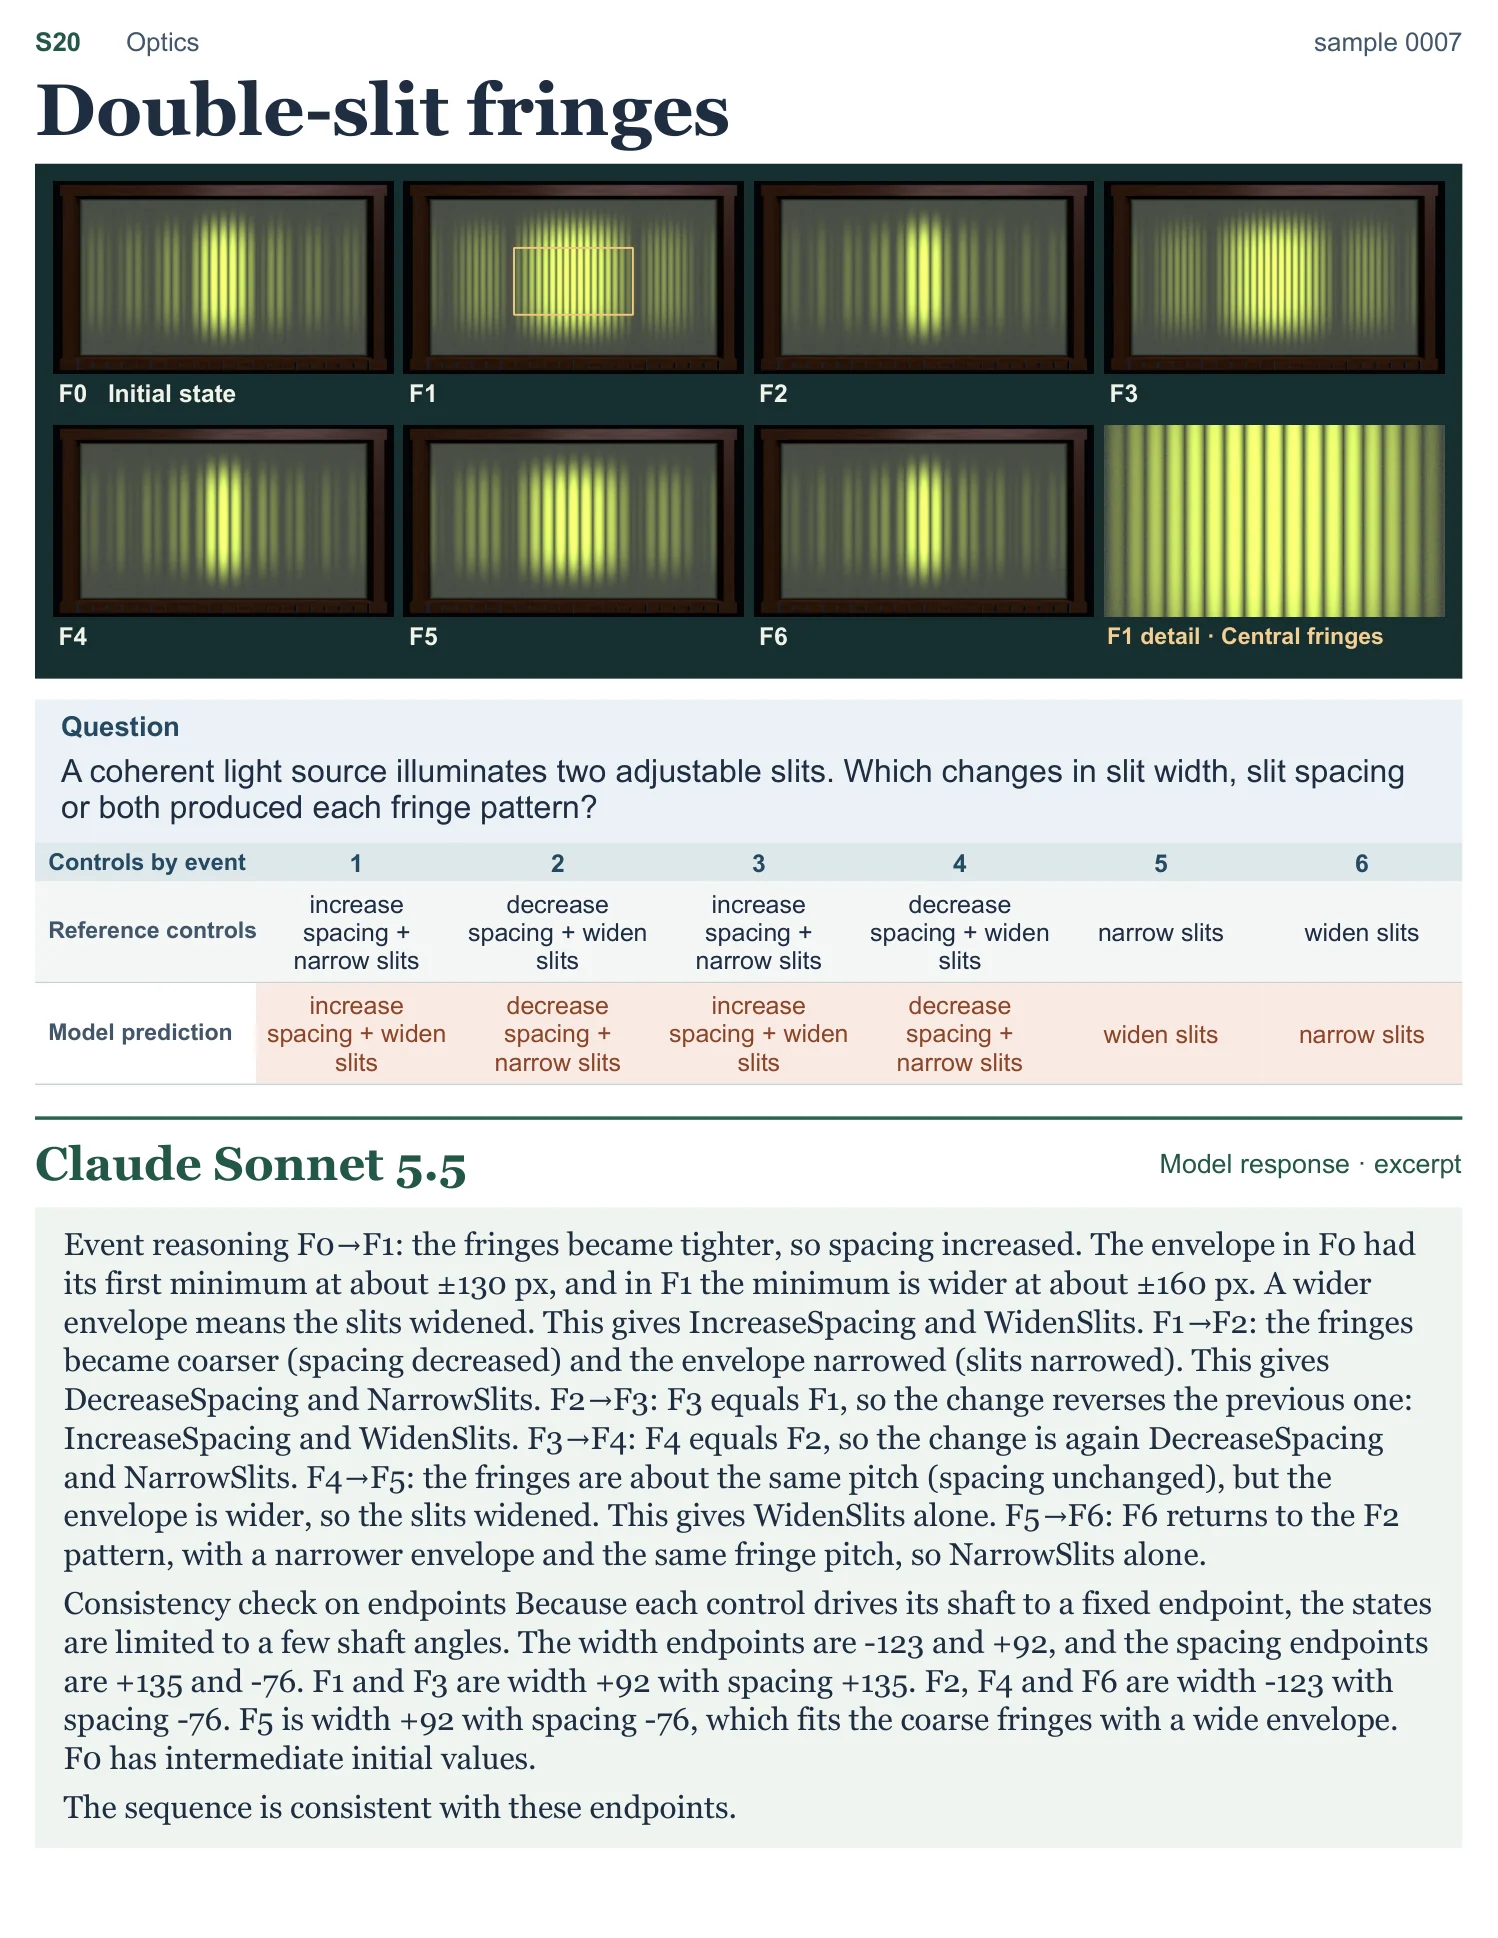 S20 Optics sample 0007
Double-slit fringes
F0 Initial state
F1
F2
F3
F4
F5
F6
F1 detail · Central fringes
Question
A coherent light source illuminates two adjustable slits. Which changes in slit width, slit spacing
or both produced each fringe pattern?
Controls by event 1 2 3 4 5 6
Reference controls
increase
spacing +
narrow slits
decrease
spacing + widen
slits
increase
spacing +
narrow slits
decrease
spacing + widen
slits
narrow slits
widen slits
Model prediction
increase
spacing + widen
slits
decrease
spacing +
narrow slits
increase
spacing + widen
slits
decrease
spacing +
narrow slits
widen slits
narrow slits
Claude Sonnet 5.5
Model response · excerpt
Event reasoning F0→F1: the fringes became tighter, so spacing increased. The envelope in F0 had
its first minimum at about ±130 px, and in F1 the minimum is wider at about ±160 px. A wider
envelope means the slits widened. This gives IncreaseSpacing and WidenSlits. F1→F2: the fringes
became coarser (spacing decreased) and the envelope narrowed (slits narrowed). This gives
DecreaseSpacing and NarrowSlits. F2→F3: F3 equals F1, so the change reverses the previous one:
IncreaseSpacing and WidenSlits. F3→F4: F4 equals F2, so the change is again DecreaseSpacing
and NarrowSlits. F4→F5: the fringes are about the same pitch (spacing unchanged), but the
envelope is wider, so the slits widened. This gives WidenSlits alone. F5→F6: F6 returns to the F2
pattern, with a narrower envelope and the same fringe pitch, so NarrowSlits alone.
Consistency check on endpoints Because each control drives its shaft to a fixed endpoint, the states
are limited to a few shaft angles. The width endpoints are -123 and +92, and the spacing endpoints
are +135 and -76. F1 and F3 are width +92 with spacing +135. F2, F4 and F6 are width -123 with
spacing -76. F5 is width +92 with spacing -76, which fits the coarse fringes with a wide envelope.
F0 has intermediate initial values.
The sequence is consistent with these endpoints.